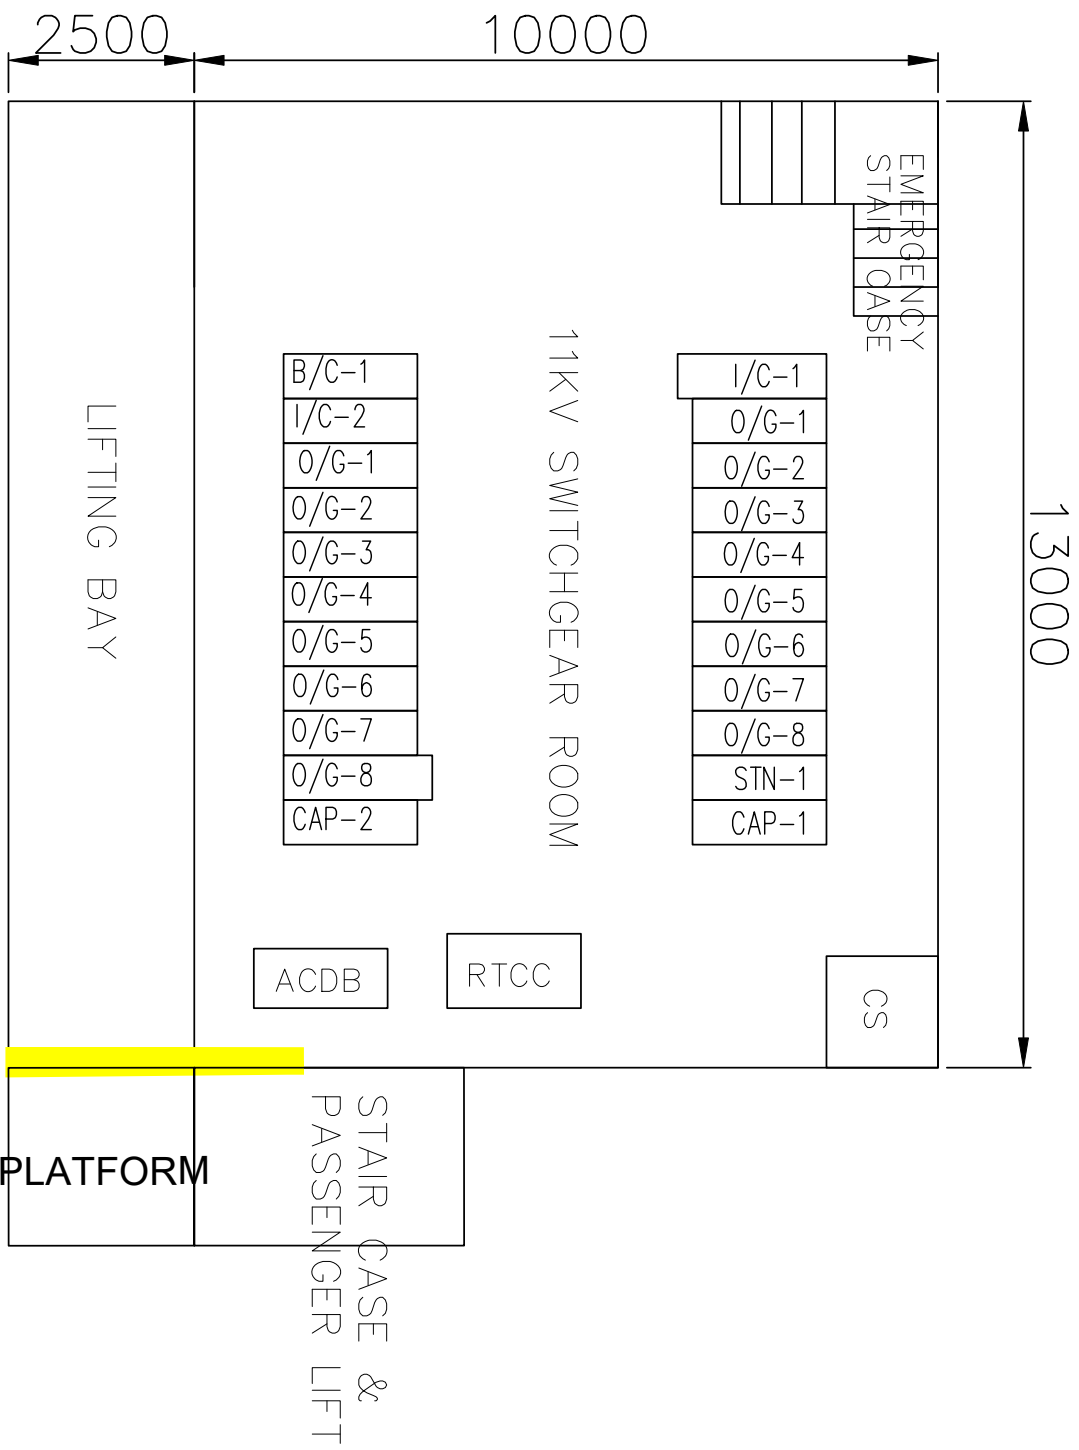 2500
10000
13000
EMERGENCY
STAIR CASE
11KV SWITCHGEAR ROOM
LIFTING BAY
B/C-1
I/C-2
O/G-1
O/G-2
O/G-3
O/G-4
O/G-5
O/G-6
O/G-7
O/G-8
CAP-2
I/C-1
O/G-1
O/G-2
O/G-3
O/G-4
O/G-5
O/G-6
O/G-7
O/G-8
STN-1
CAP-1
ACDB
RTCC
CS
PLATFORM
STAIR CASE &
PASSENGER LIFT